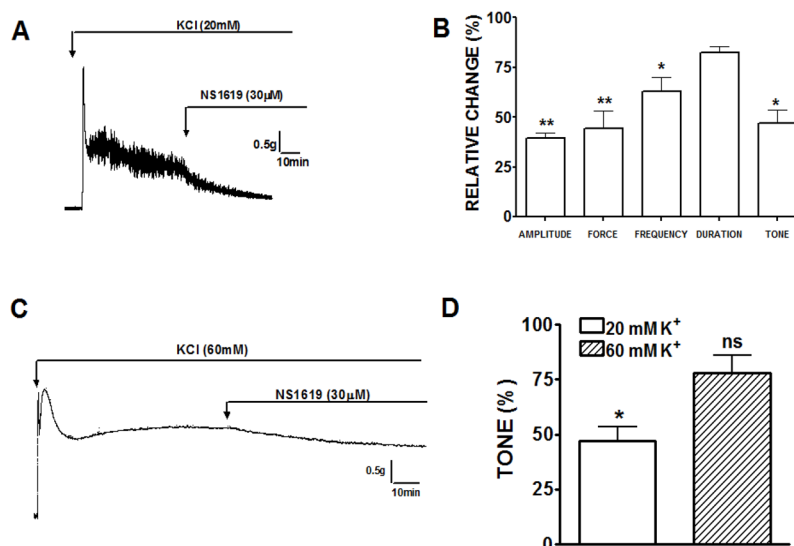 A
KCl (20mM)
NS1619 (30µM)
0.5g
10min
B
RELATIVE CHANGE (%)
100
75
50
25
0
**
**
*
*
AMPLITUDE FORCE FREQUENCY DURATION TONE
C
KCl (60mM)
NS1619 (30µM)
0.5g
10min
D
TONE (%)
100
75
50
25
0
20 mM K+
60 mM K+
*
ns